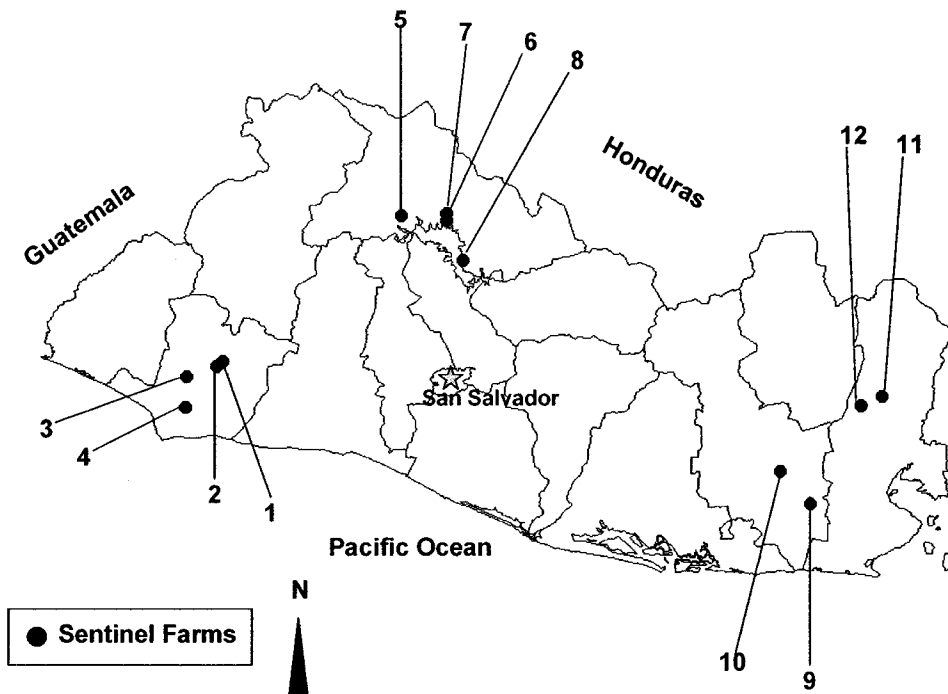 5
7
6
8
12
11
Honduras
Guatemala
San Salvador
3
4
2
1
Pacific Ocean
N
Sentinel Farms
10
9